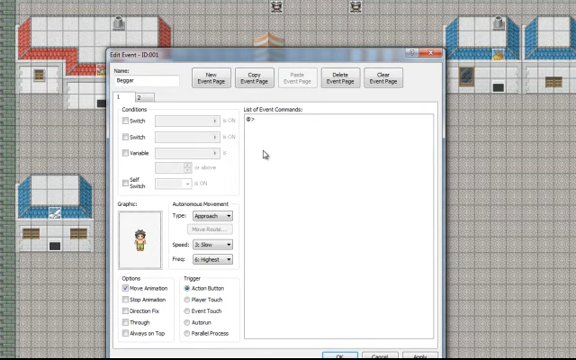 Edit Event - ID:001
Name:
Beggar
New Event Page
Copy Event Page
Paste Event Page
Delete Event Page
Clear Event Page
1 2
Conditions
Switch is ON
Switch is ON
Variable is
or above
Self Switch is ON
Graphic:
Autonomous Movement
Type: Approach
Move Route...
Speed: 3: Slow
Freq: 6: Highest
Options
Move Animation
Stop Animation
Direction Fix
Through
Always on Top
Trigger
Action Button
Player Touch
Event Touch
Autorun
Parallel Process
List of Event Commands:
@>
OK Cancel Apply